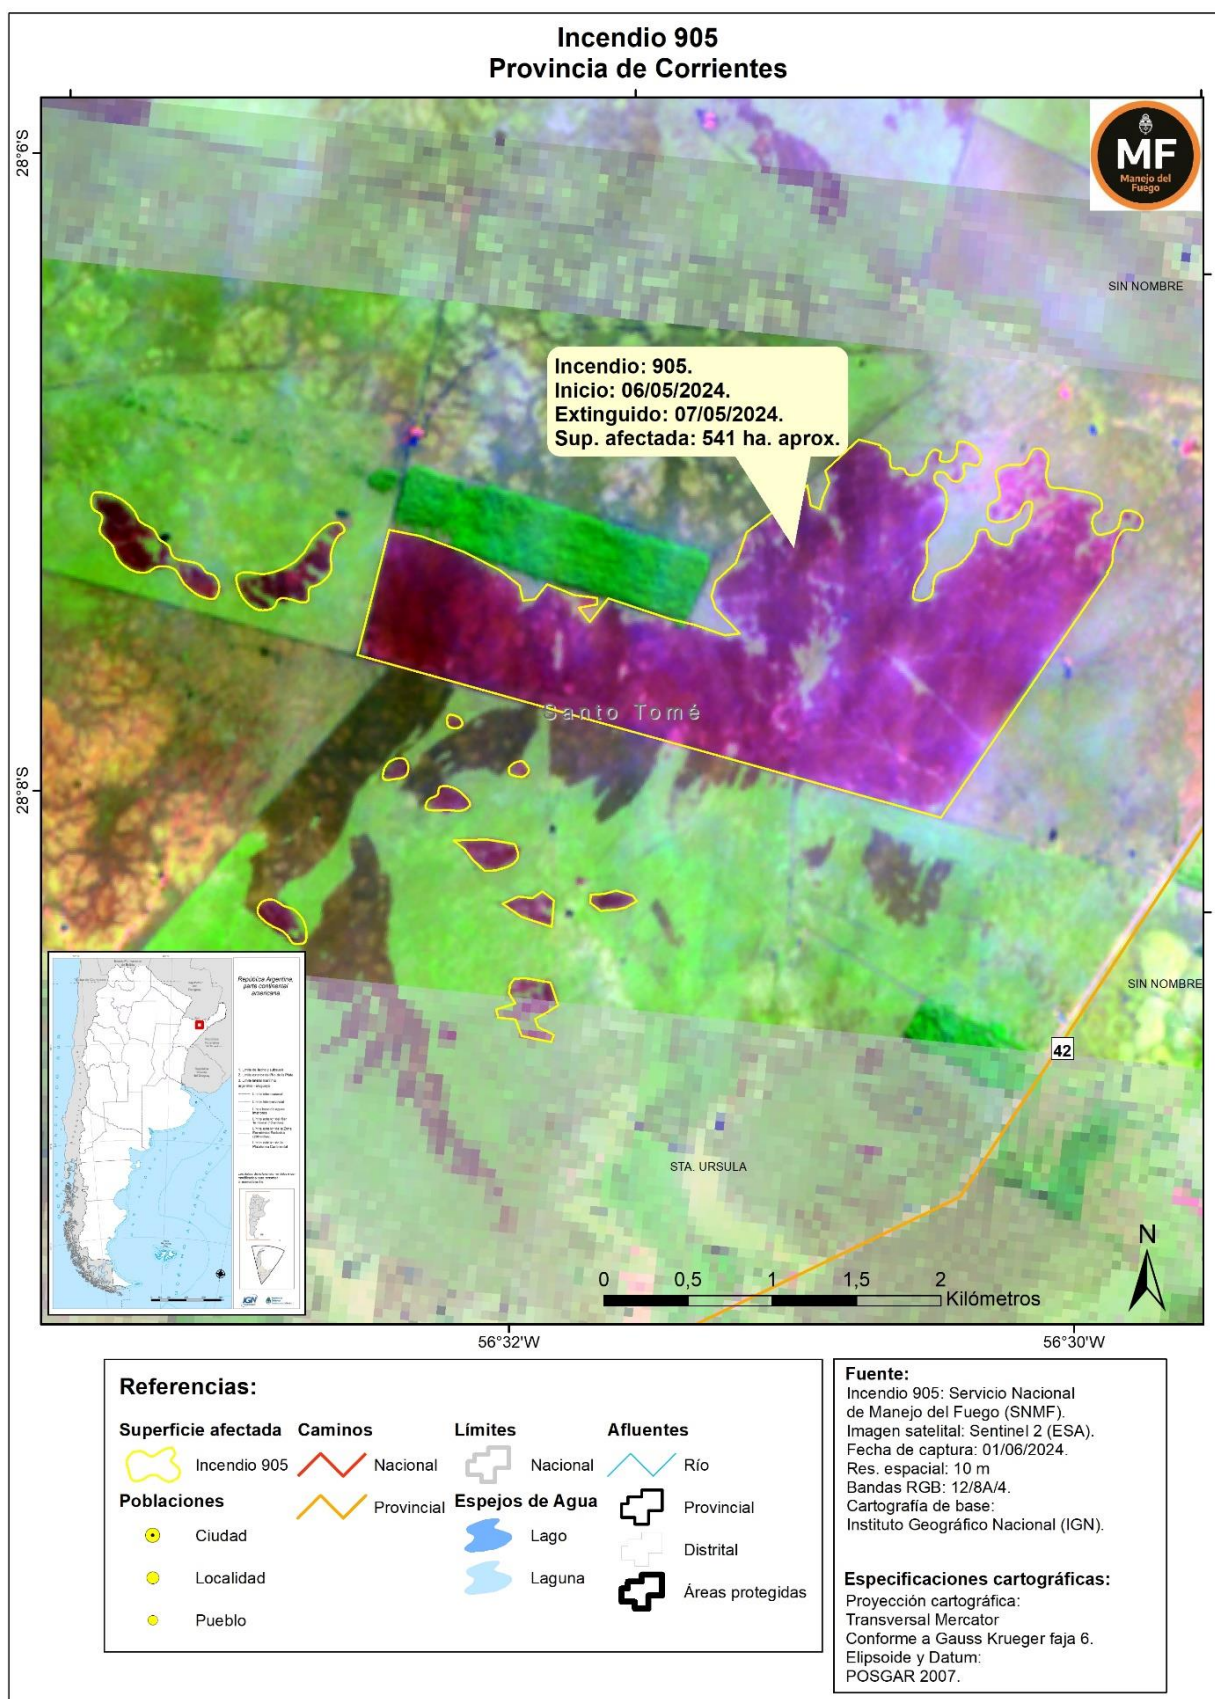 Incendio 905
Provincia de Corrientes
MF
Manejo del
Fuego
28°6'S
SIN NOMBRE
Incendio: 905.
Inicio: 06/05/2024.
Extinguido: 07/05/2024.
Sup. afectada: 541 ha. aprox.
Santo Tomé
28°8'S
SIN NOMBRE
42
STA. URSULA
República Argentina,
parte continental
americana
IGN
N
0 0,5 1 1,5 2
Kilómetros
56°32'W
56°30'W
Referencias:
Superficie afectada
Incendio 905
Poblaciones
Ciudad
Localidad
Pueblo
Caminos
Nacional
Provincial
Límites
Nacional
Espejos de Agua
Lago
Laguna
Afluentes
Río
Provincial
Distrital
Áreas protegidas
Fuente:
Incendio 905: Servicio Nacional
de Manejo del Fuego (SNMF).
Imagen satelital: Sentinel 2 (ESA).
Fecha de captura: 01/06/2024.
Res. espacial: 10 m
Bandas RGB: 12/8A/4.
Cartografía de base:
Instituto Geográfico Nacional (IGN).
Especificaciones cartográficas:
Proyección cartográfica:
Transversal Mercator
Conforme a Gauss Krueger faja 6.
Elipsoide y Datum:
POSGAR 2007.